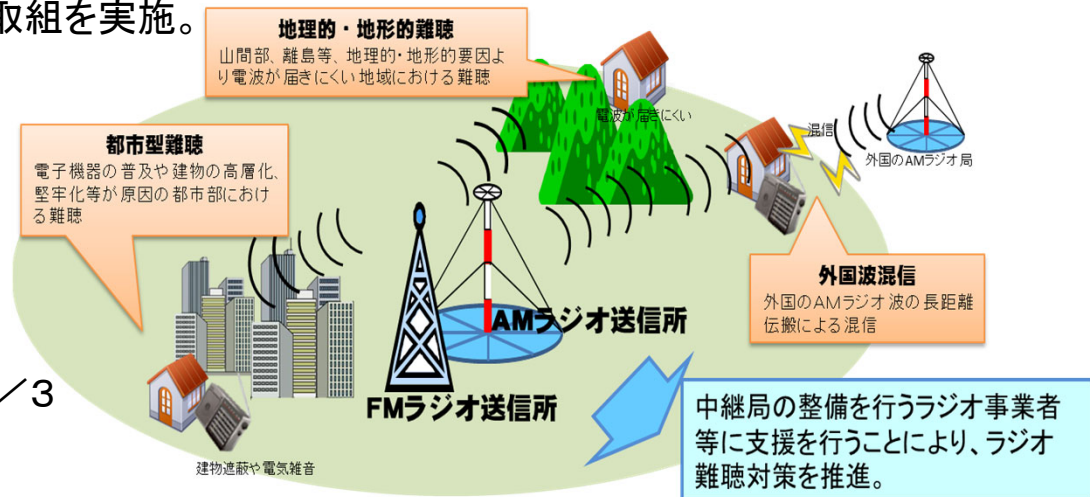 取組を実施。
地理的・地形的難聴
山間部、離島等、地理的・地形的要因よ
り電波が届きにくい地域における難聴
電波が届きにくい
混信
外国のAMラジオ局
都市型難聴
電子機器の普及や建物の高層化、
堅牢化等が原因の都市部におけ
る難聴
外国波混信
外国のAMラジオ波の長距離
伝搬による混信
AMラジオ送信所
FMラジオ送信所
／3
建物遮蔽や電気雑音
中継局の整備を行うラジオ事業者
等に支援を行うことにより、ラジオ
難聴対策を推進。